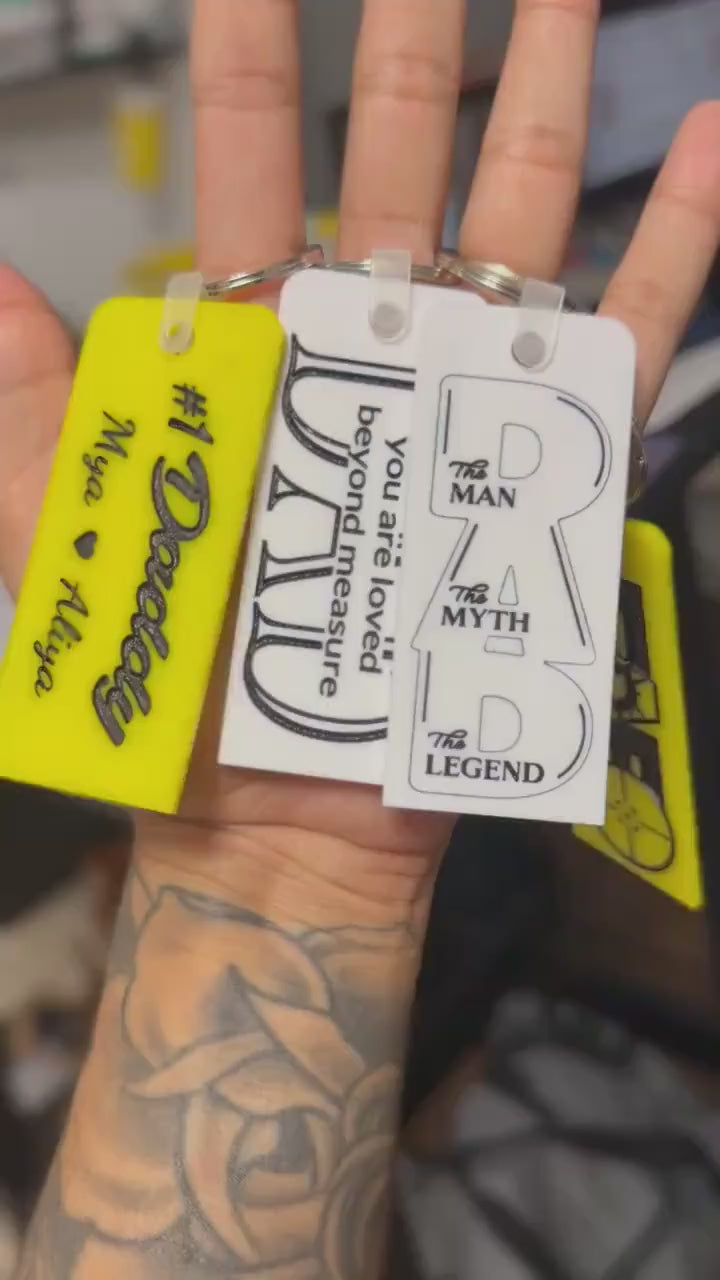 #1 Daddy
Mya ♥ Aliya
you are loved
beyond measure
DAD
The
MAN
The
MYTH
The
LEGEND